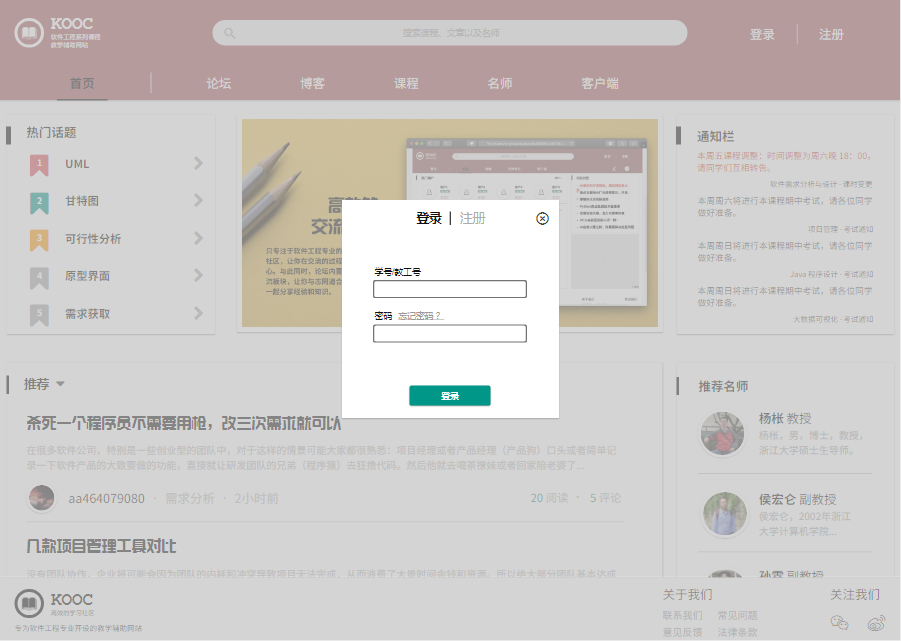 KOOC
软件工程系列课程
教学辅助网站
搜索课程、文章以及名师
登录
注册
首页
论坛
博客
课程
名师
客户端
热门话题
1 UML
2 甘特图
3 可行性分析
4 原型界面
5 需求获取
高效的
交流
只专注于软件工程专业的
社区，让你在交流的过程
心。与此同时，论坛内置
流模块，让你与志同道合
一起分享经验和知识。
登录 | 注册
学号/教工号
密码 忘记密码？
登录
通知栏
本周五课程调整：时间调整为周六晚 18：00，
请同学们互相转告。
软件需求分析与设计 - 课时变更
本周周六将进行本课程期中考试，请各位同学
做好准备。
项目管理 - 考试通知
本周周日将进行本课程期中考试，请各位同学
做好准备。
Java 程序设计 - 考试通知
本周周日将进行本课程期中考试，请各位同学
做好准备。
大数据可视化 - 考试通知
推荐
杀死一个程序员不需要用枪，改三次需求就可以
在很多软件公司，特别是一些创业型的团队中，对于这样的情景可能大家都很熟悉：项目经理或者产品经理（产品狗）口头或者简单记
录一下软件产品的大致要做的功能，直接就让研发团队的兄弟（程序猿）去狂撸代码。然后他就去喝茶撩妹或者回家陪老婆了...
aa464079080 · 需求分析 · 2小时前
20 阅读 · 5 评论
几款项目管理工具对比
没有团队协作，企业将可能会因为团队的内耗和冲突导致项目无法完成，从而浪费了大量时间金钱和资源。所以绝大部分团队基本达成
推荐名师
杨枨 教授
杨枨，男，博士，教授，
浙江大学硕士生导师。
侯宏仑 副教授
侯宏仑，2002年浙江
大学计算机学院...
副教授
KOOC
高效的学习社区
专为软件工程专业开设的教学辅助网站
关于我们
联系我们 常见问题
意见反馈 法律条款
关注我们